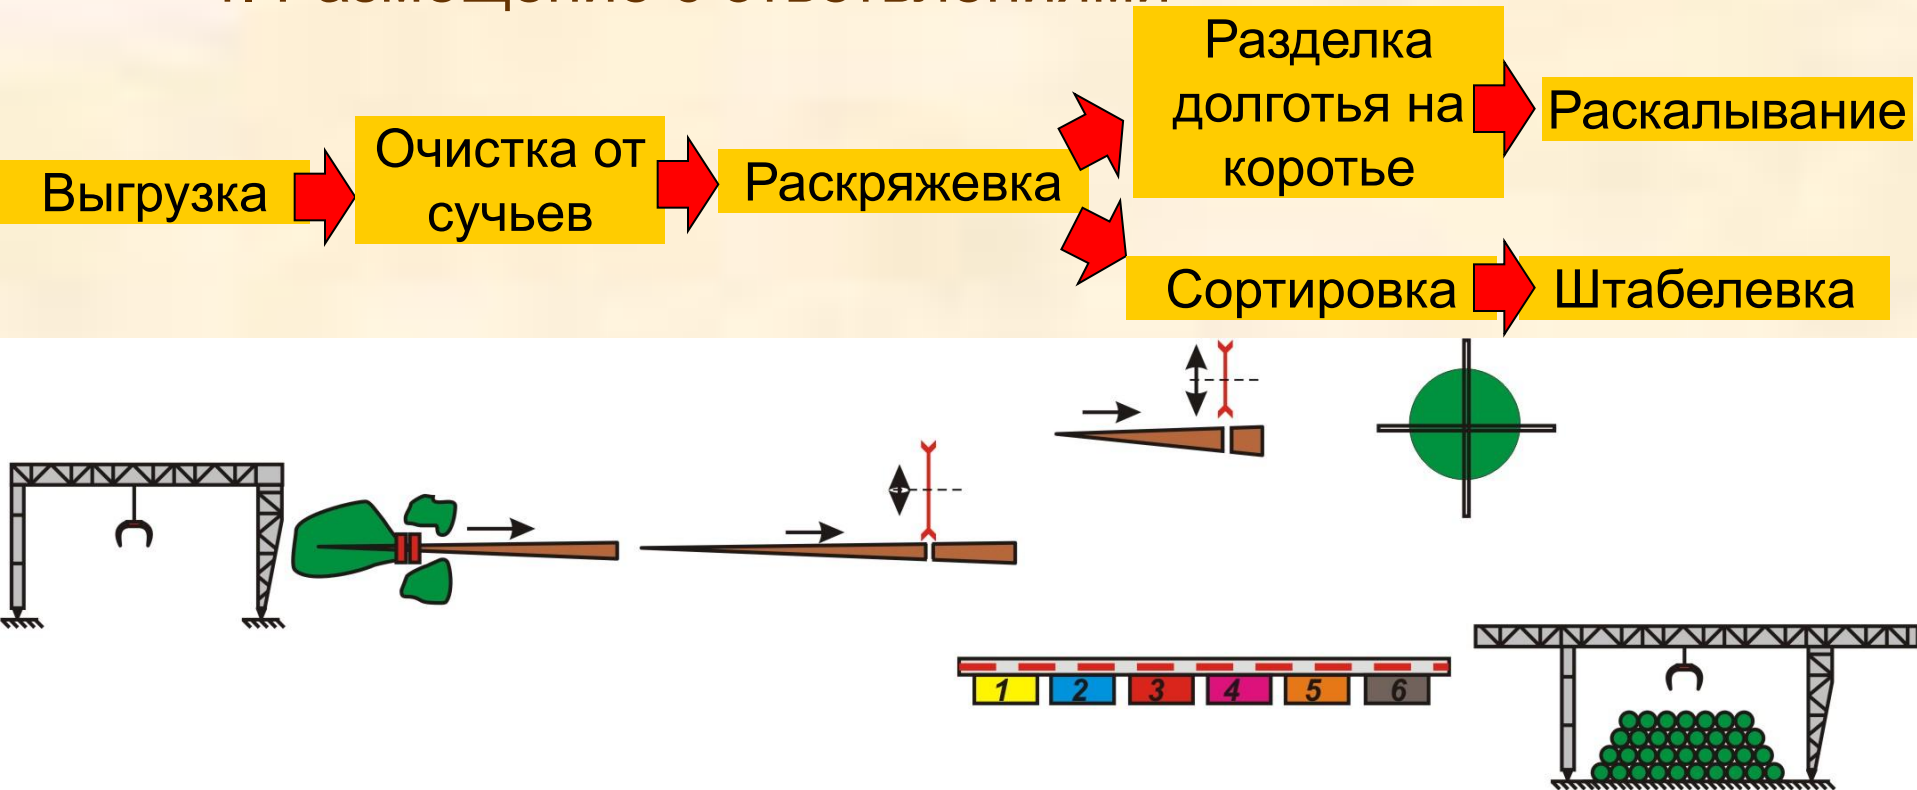 Разделка
долготья на
коротье
Раскалывание
Очистка от
сучьев
Выгрузка
Раскряжевка
Сортировка
Штабелевка
1 2 3 4 5 6